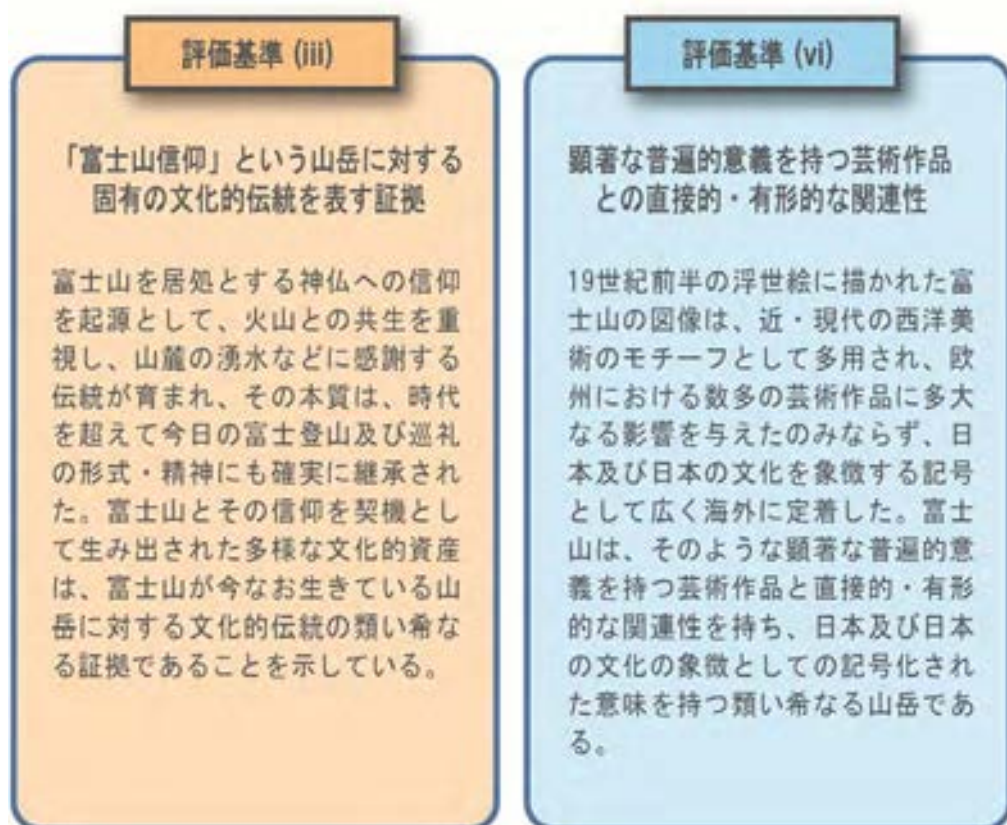 評価基準 (iii)
「富士山信仰」という山岳に対する
固有の文化的伝統を表す証拠
富士山を居処とする神仏への信仰
を起源として、火山との共生を重
視し、山麓の湧水などに感謝する
伝統が育まれ、その本質は、時代
を超えて今日の富士登山及び巡礼
の形式・精神にも確実に継承され
た。富士山とその信仰を契機とし
て生み出された多様な文化的資産
は、富士山が今なお生きている山
岳に対する文化的伝統の類い希な
る証拠であることを示している。
評価基準 (vi)
顕著な普遍的意義を持つ芸術作品
との直接的・有形的な関連性
19世紀前半の浮世絵に描かれた富
士山の図像は、近・現代の西洋美
術のモチーフとして多用され、欧
州における数多の芸術作品に多大
なる影響を与えたのみならず、日
本及び日本の文化を象徴する記号
として広く海外に定着した。富士
山は、そのような顕著な普遍的意
義を持つ芸術作品と直接的・有形
的な関連性を持ち、日本及び日本
の文化の象徴としての記号化され
た意味を持つ類い希なる山岳であ
る。